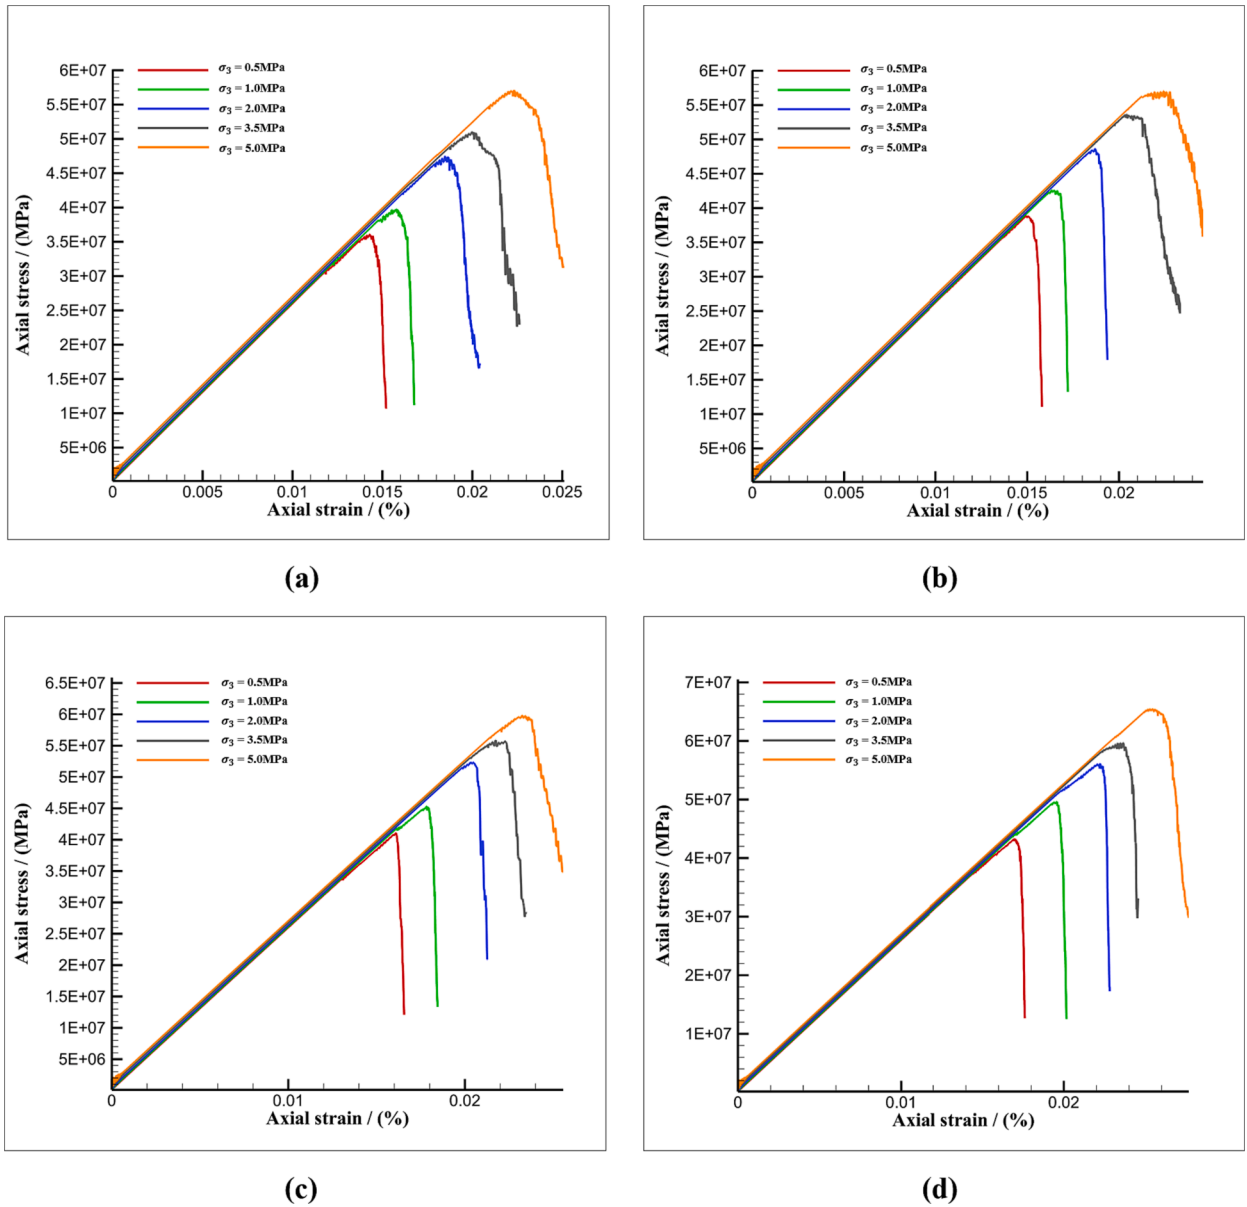 6E+07
5.5E+07
5E+07
4.5E+07
4E+07
3.5E+07
3E+07
2.5E+07
2E+07
1.5E+07
1E+07
5E+06
Axial stress / (MPa)
σ₃ = 0.5MPa
σ₃ = 1.0MPa
σ₃ = 2.0MPa
σ₃ = 3.5MPa
σ₃ = 5.0MPa
0 0.005 0.01 0.015 0.02 0.025
Axial strain / (%)
(a)
6E+07
5.5E+07
5E+07
4.5E+07
4E+07
3.5E+07
3E+07
2.5E+07
2E+07
1.5E+07
1E+07
5E+06
Axial stress / (MPa)
σ₃ = 0.5MPa
σ₃ = 1.0MPa
σ₃ = 2.0MPa
σ₃ = 3.5MPa
σ₃ = 5.0MPa
0 0.005 0.01 0.015 0.02
Axial strain / (%)
(b)
6.5E+07
6E+07
5.5E+07
5E+07
4.5E+07
4E+07
3.5E+07
3E+07
2.5E+07
2E+07
1.5E+07
1E+07
5E+06
Axial stress / (MPa)
σ₃ = 0.5MPa
σ₃ = 1.0MPa
σ₃ = 2.0MPa
σ₃ = 3.5MPa
σ₃ = 5.0MPa
0 0.01 0.02
Axial strain / (%)
(c)
7E+07
6E+07
5E+07
4E+07
3E+07
2E+07
1E+07
Axial stress / (MPa)
σ₃ = 0.5MPa
σ₃ = 1.0MPa
σ₃ = 2.0MPa
σ₃ = 3.5MPa
σ₃ = 5.0MPa
0 0.01 0.02
Axial strain / (%)
(d)